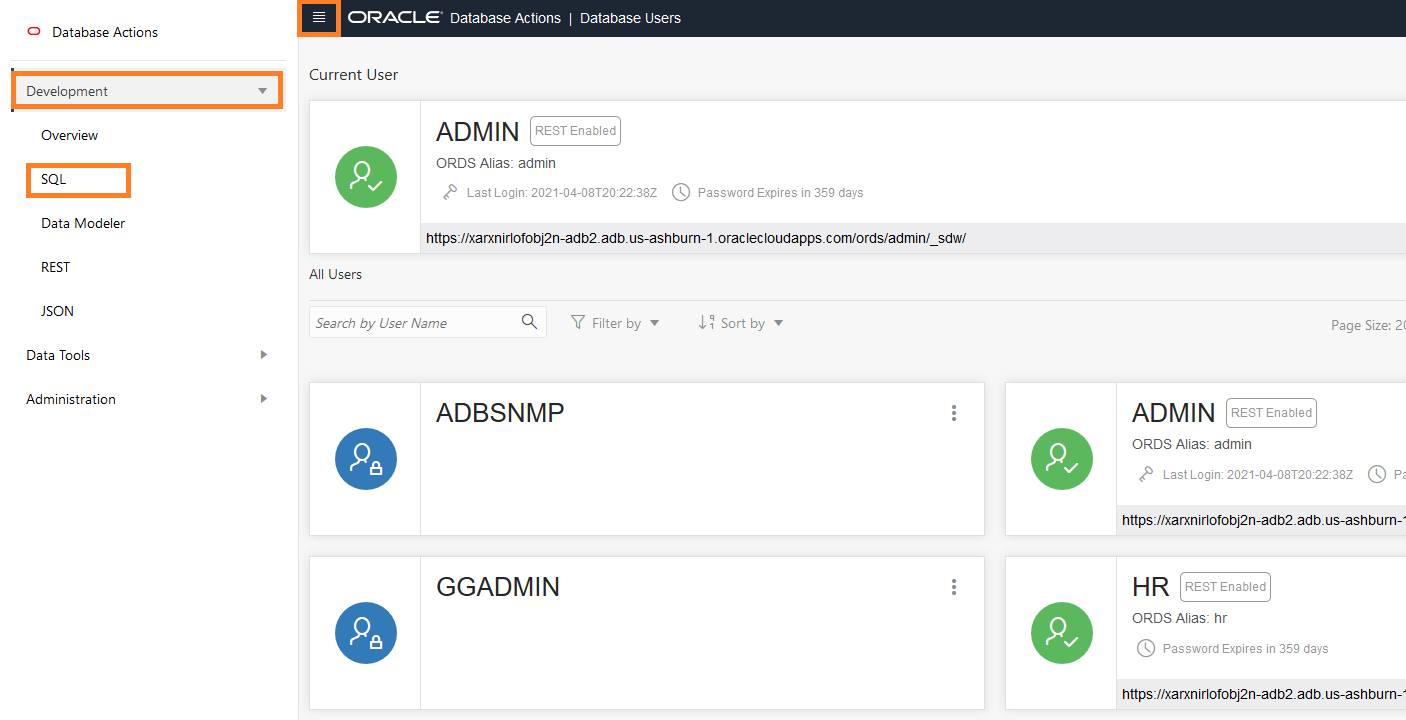 Database Actions
Development
Overview
SQL
Data Modeler
REST
JSON
Data Tools
Administration
ORACLE Database Actions | Database Users
Current User
ADMIN REST Enabled
ORDS Alias: admin
Last Login: 2021-04-08T20:22:38Z Password Expires in 359 days
https://xarxnirlofobj2n-adb2.adb.us-ashburn-1.oraclecloudapps.com/ords/admin/_sdw/
All Users
Search by User Name Filter by Sort by Page Size: 20
ADBSNMP
ADMIN REST Enabled
ORDS Alias: admin
Last Login: 2021-04-08T20:22:38Z Pa
https://xarxnirlofobj2n-adb2.adb.us-ashburn-1
GGADMIN
HR REST Enabled
ORDS Alias: hr
Password Expires in 359 days
https://xarxnirlofobj2n-adb2.adb.us-ashburn-1